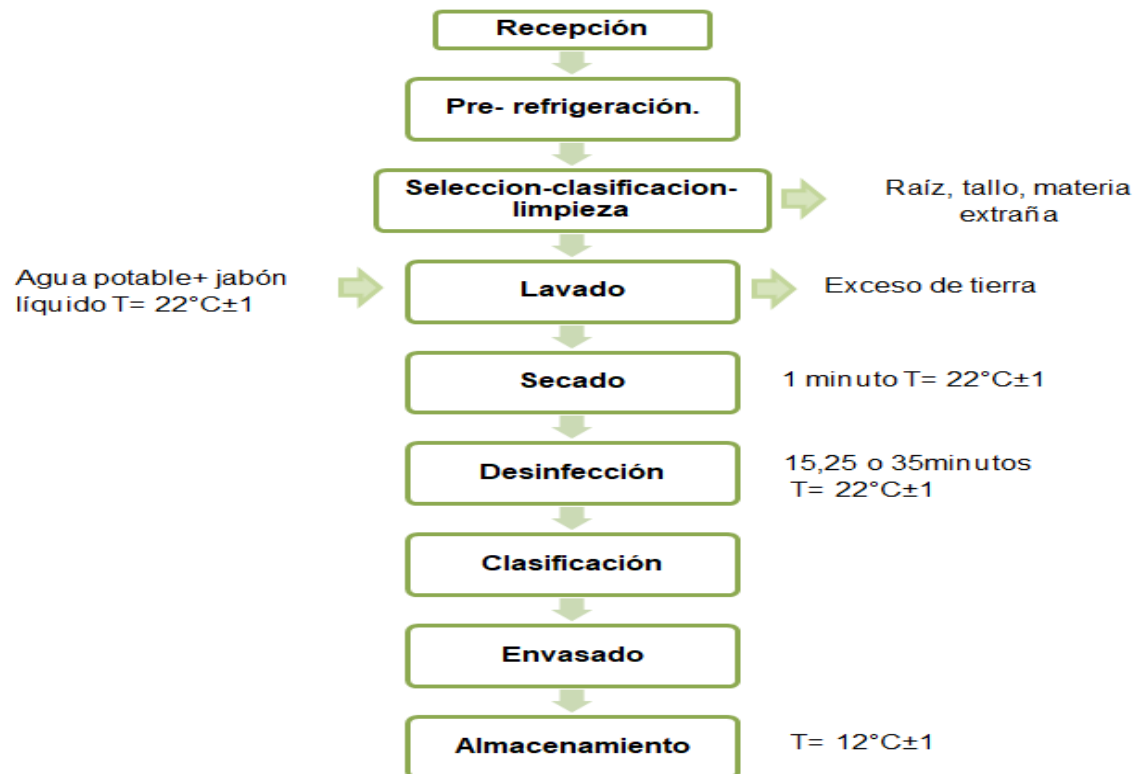 Recepción
Pre- refrigeración.
Seleccion-clasificacion-
limpieza
Raíz, tallo, materia
extraña
Agua potable+ jabón
líquido T= 22°C±1
Lavado
Exceso de tierra
Secado
1 minuto T= 22°C±1
Desinfección
15,25 o 35minutos
T= 22°C±1
Clasificación
Envasado
Almacenamiento
T= 12°C±1